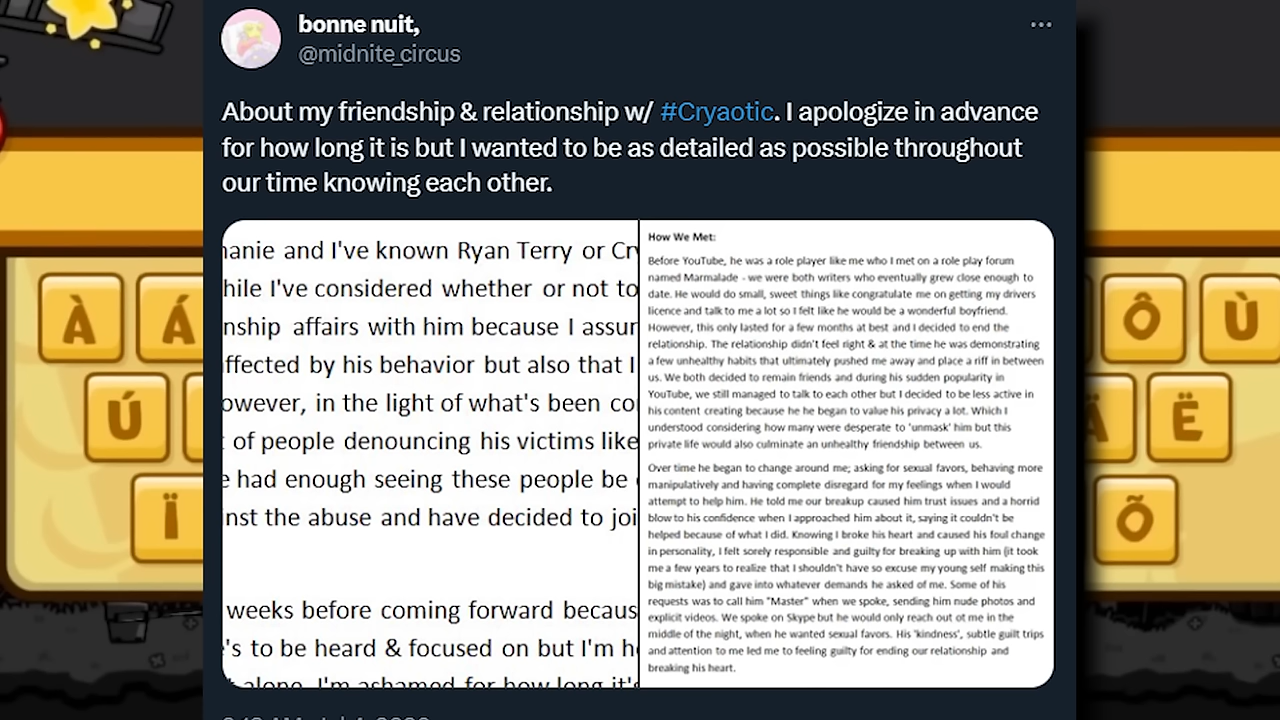 bonne nuit,
@midnite_circus
About my friendship & relationship w/ #Cryaotic. I apologize in advance
for how long it is but I wanted to be as detailed as possible throughout
our time knowing each other.
anie and I've known Ryan Terry or Cry
hile I've considered whether or not to
nship affairs with him because I assur
ffected by his behavior but also that I
owever, in the light of what's been co
of people denouncing his victims like
e had enough seeing these people be
inst the abuse and have decided to joi
weeks before coming forward becaus
's to be heard & focused on but I'm h
alone. I'm ashamed for how long it's
How We Met:
Before YouTube, he was a role player like me who I met on a role play forum
named Marmalade - we were both writers who eventually grew close enough to
date. He would do small, sweet things like congratulate me on getting my drivers
licence and talk to me a lot so I felt like he would be a wonderful boyfriend.
However, this only lasted for a few months at best and I decided to end the
relationship. The relationship didn't feel right & at the time he was demonstrating
a few unhealthy habits that ultimately pushed me away and place a riff in between
us. We both decided to remain friends and during his sudden popularity in
YouTube, we still managed to talk to each other but I decided to be less active in
his content creating because he he began to value his privacy a lot. Which I
understood considering how many were desperate to 'unmask' him but this
private life would also culminate an unhealthy friendship between us.
Over time he began to change around me; asking for sexual favors, behaving more
manipulatively and having complete disregard for my feelings when I would
attempt to help him. He told me our breakup caused him trust issues and a horrid
blow to his confidence when I approached him about it, saying it couldn't be
helped because of what I did. Knowing I broke his heart and caused his foul change
in personality, I felt sorely responsible and guilty for breaking up with him (it took
me a few years to realize that I shouldn't have so excuse my young self making this
big mistake) and gave into whatever demands he asked of me. Some of his
requests was to call him "Master" when we spoke, sending him nude photos and
explicit videos. We spoke on Skype but he would only reach out ot me in the
middle of the night, when he wanted sexual favors. His 'kindness', subtle guilt trips
and attention to me led me to feeling guilty for ending our relationship and
breaking his heart.
À Á Ô Ù
Ú Ä Ë
Ï Õ